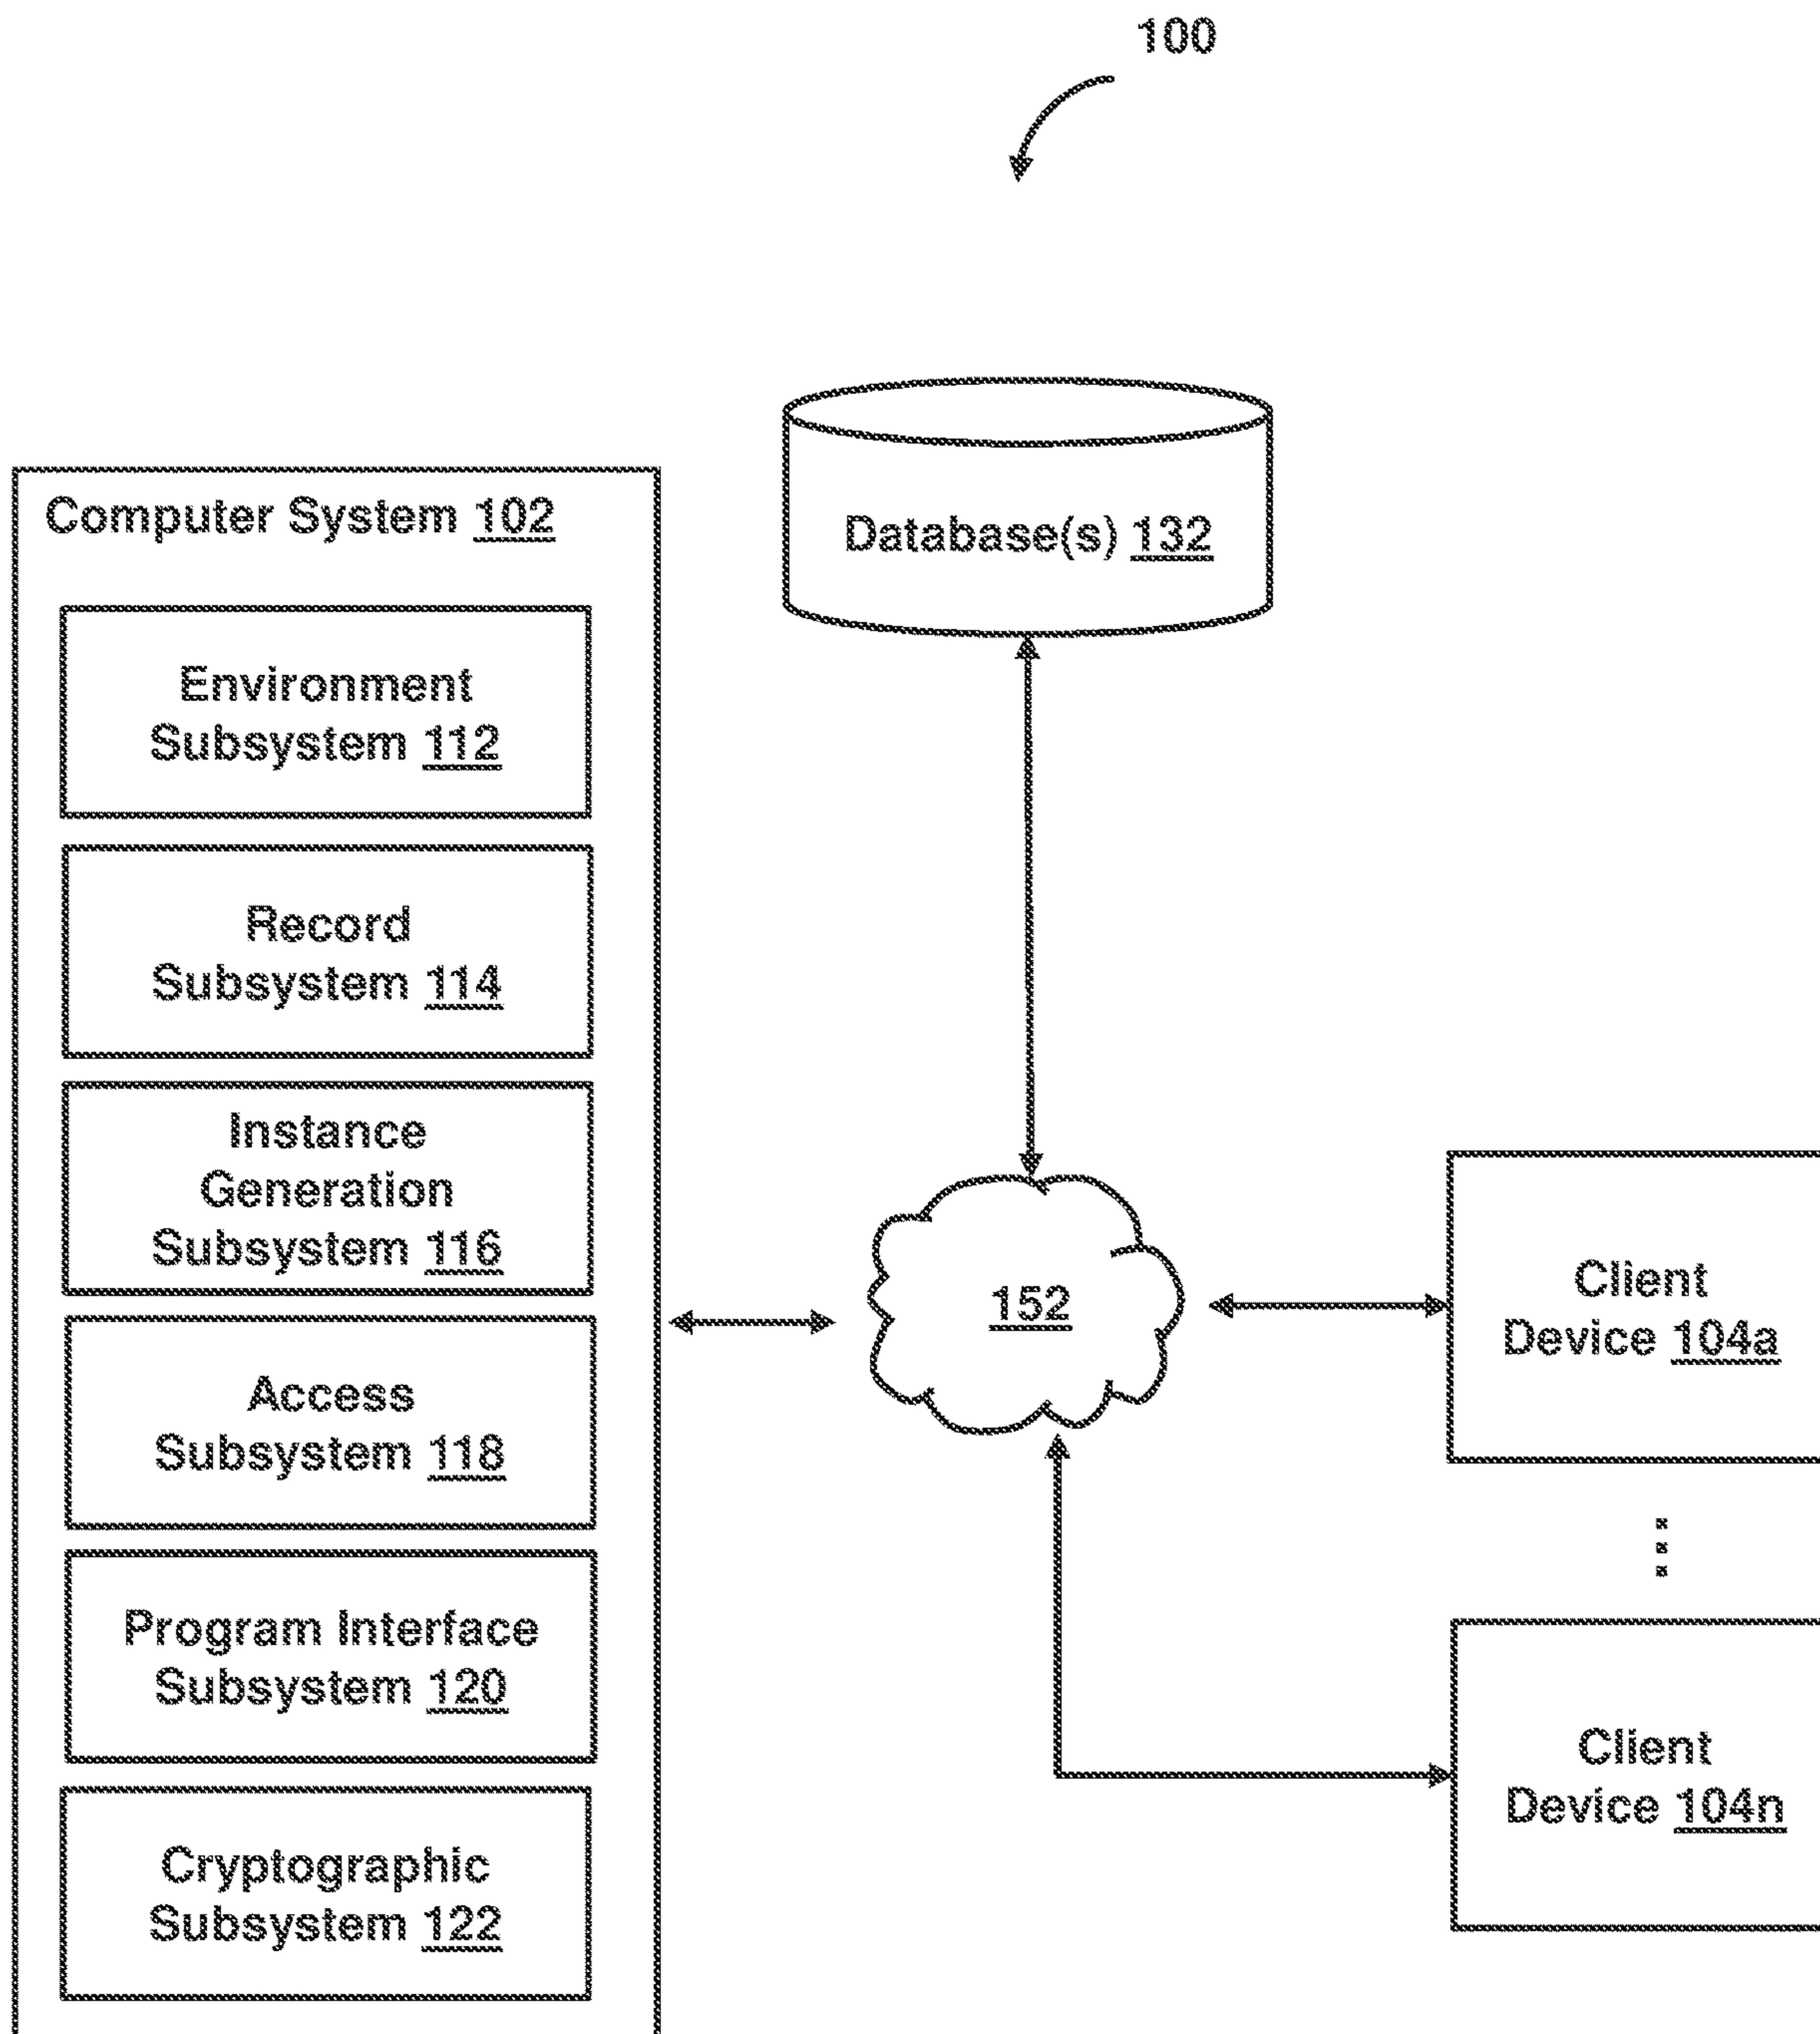 100
Computer System 102
Environment
Subsystem 112
Record
Subsystem 114
Instance
Generation
Subsystem 116
Access
Subsystem 118
Program Interface
Subsystem 120
Cryptographic
Subsystem 122
Database(s) 132
152
Client
Device 104a
Client
Device 104n